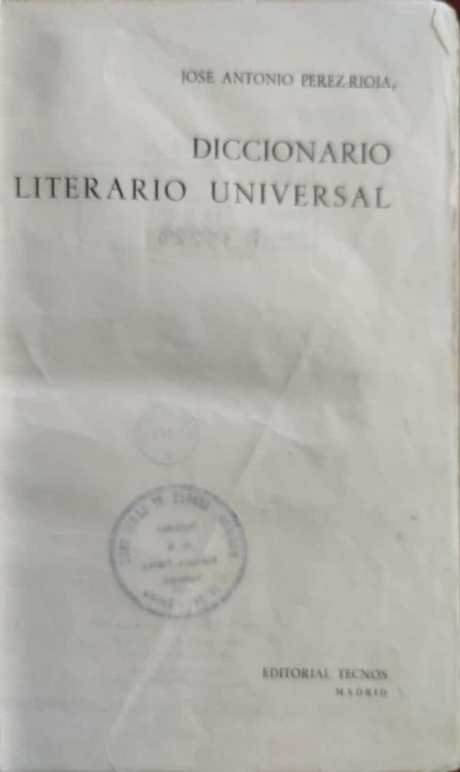 JOSE ANTONIO PEREZ-RIOJA
DICCIONARIO
LITERARIO UNIVERSAL
EDITORIAL TECNOS
MADRID